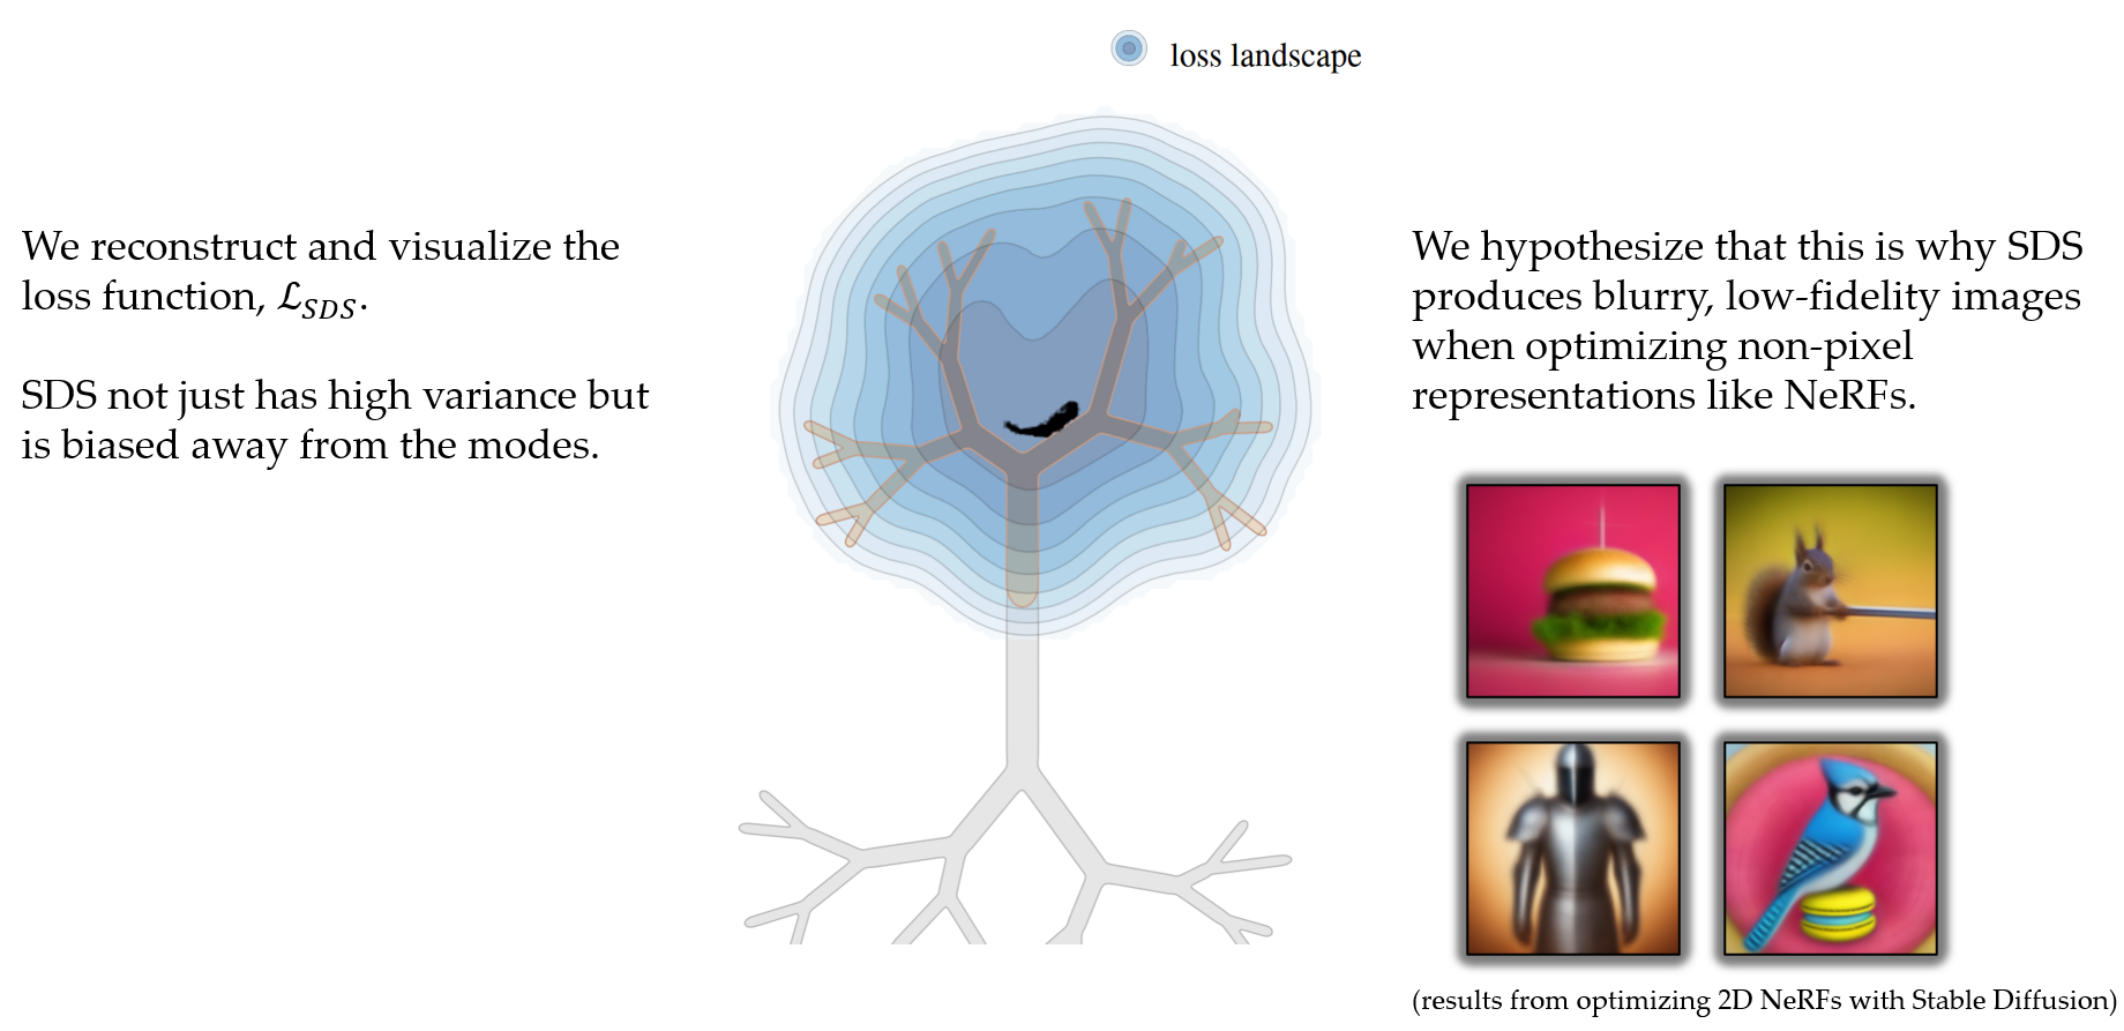 loss landscape
We reconstruct and visualize the
loss function, ℒ_SDS.
SDS not just has high variance but
is biased away from the modes.
We hypothesize that this is why SDS
produces blurry, low-fidelity images
when optimizing non-pixel
representations like NeRFs.
(results from optimizing 2D NeRFs with Stable Diffusion)